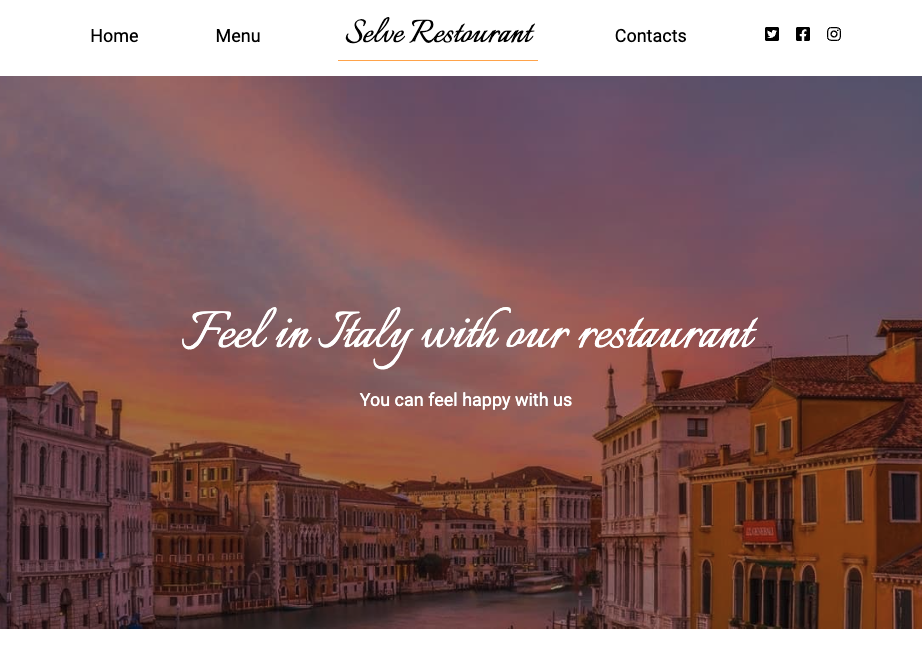 Home Menu Selve Restourant Contacts
Feel in Italy with our restaurant
You can feel happy with us